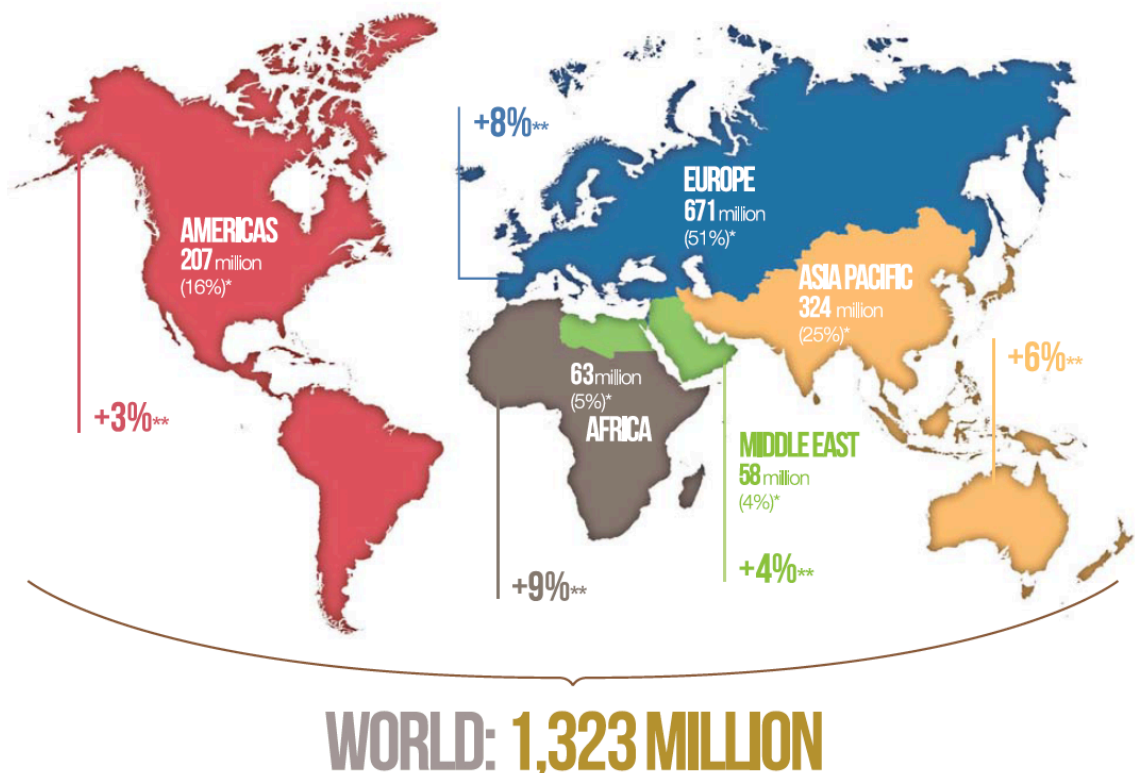 +8%**
EUROPE
671 million
(51%)*
AMERICAS
207 million
(16%)*
ASIA PACIFIC
324 million
(25%)*
+6%**
63 million
(5%)*
AFRICA
+3%**
MIDDLE EAST
58 million
(4%)*
+4%**
+9%**
WORLD: 1,323 MILLION